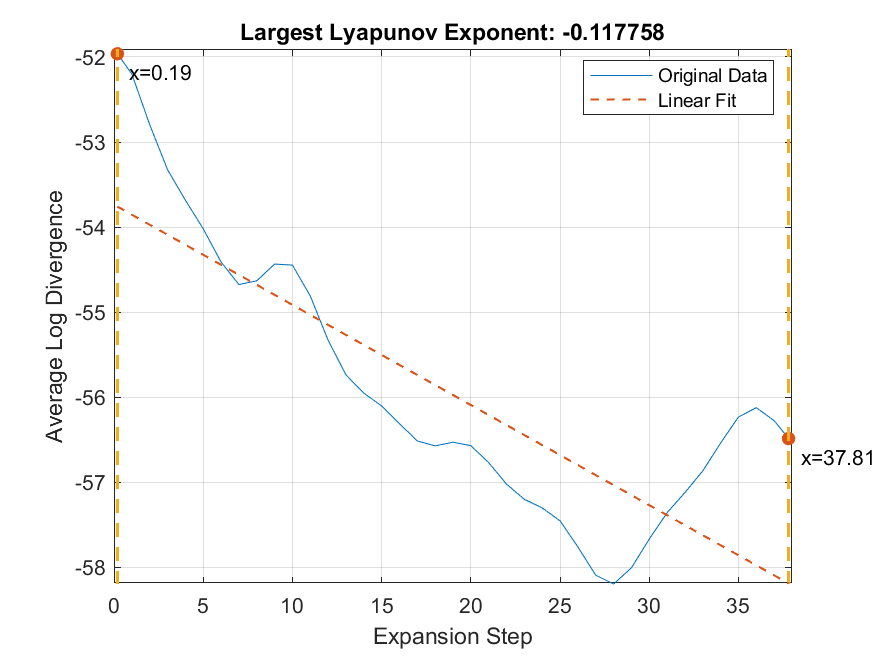 Largest Lyapunov Exponent: -0.117758
-52
x=0.19
Original Data
Linear Fit
-53
-54
-55
-56
-57
-58
x=37.81
Average Log Divergence
0 5 10 15 20 25 30 35
Expansion Step